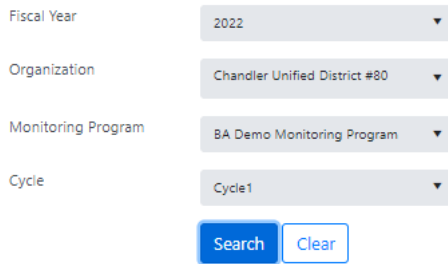 Fiscal Year 2022
Organization Chandler Unified District #80
Monitoring Program BA Demo Monitoring Program
Cycle Cycle1
Search Clear